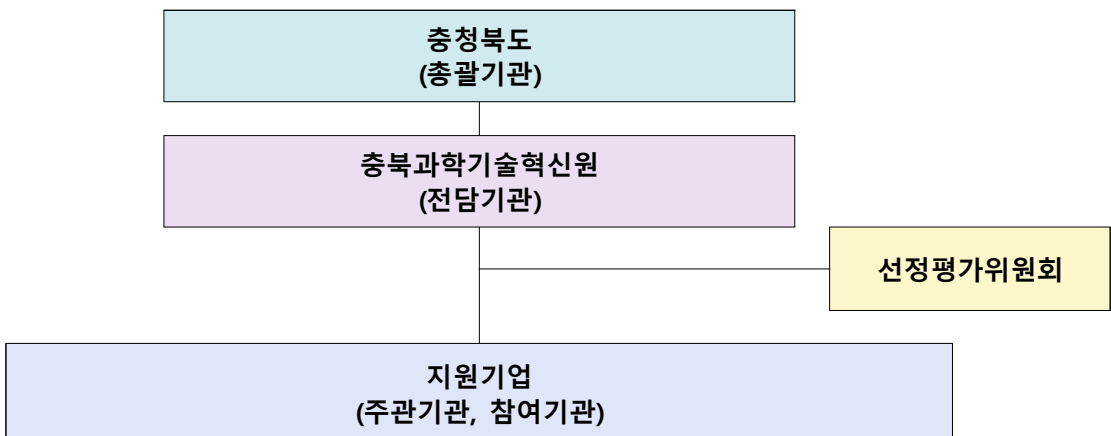 충청북도
(총괄기관)
충북과학기술혁신원
(전담기관)
선정평가위원회
지원기업
(주관기관, 참여기관)